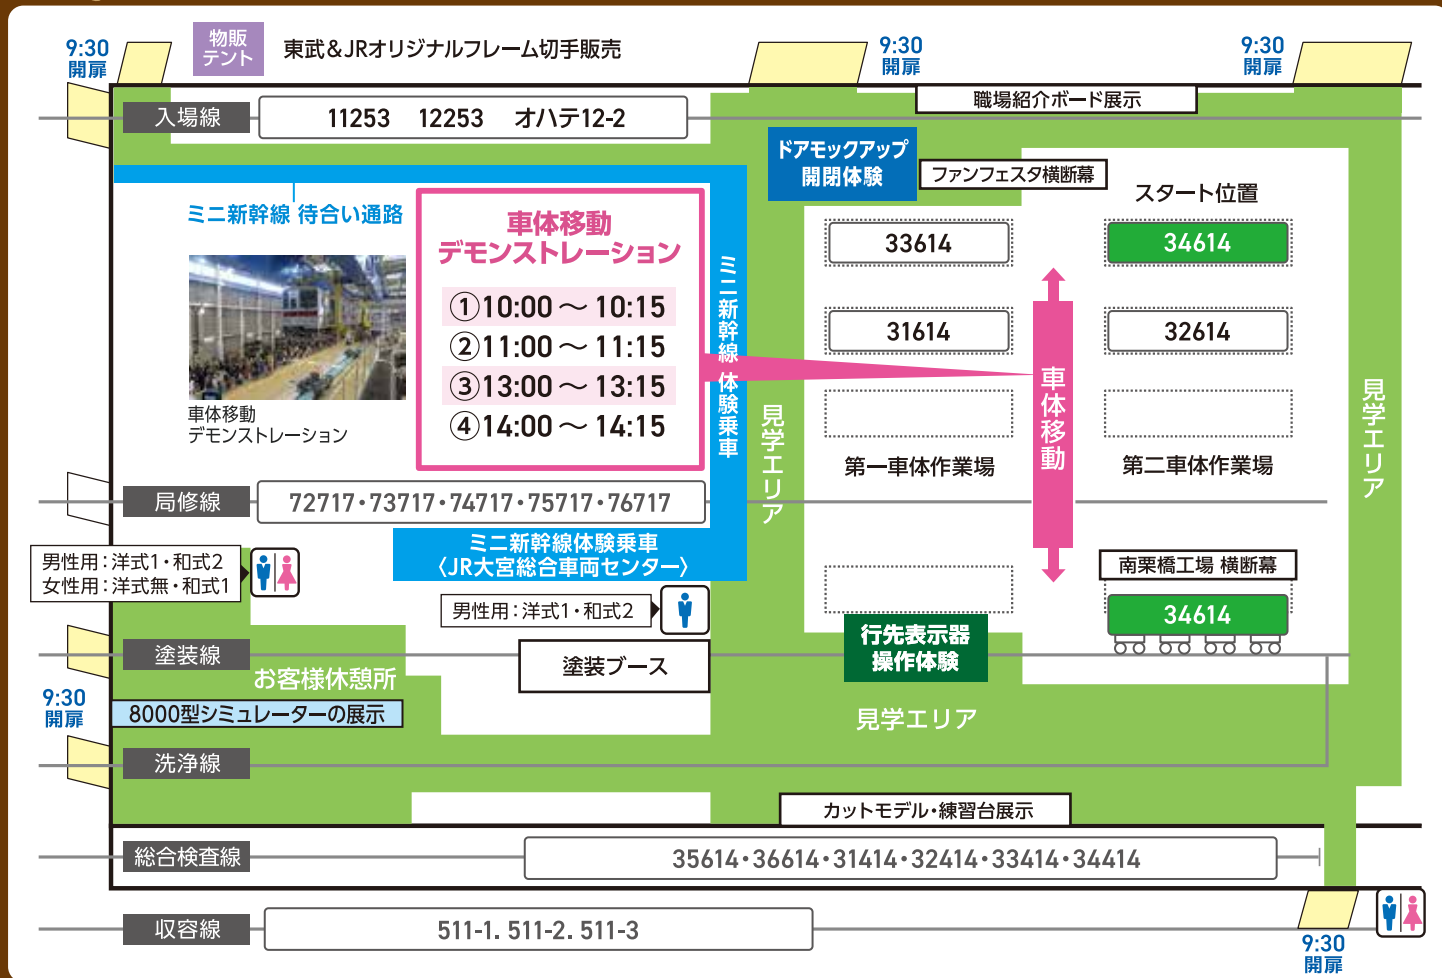 9:30
開扉
物販
テント
東武＆JRオリジナルフレーム切手販売
9:30
開扉
9:30
開扉
入場線
11253 12253 オハテ12-2
職場紹介ボード展示
ドアモックアップ
開閉体験
ファンフェスタ横断幕
ミニ新幹線 待合い通路
車体移動
デモンストレーション
①10:00～10:15
②11:00～11:15
③13:00～13:15
④14:00～14:15
車体移動
デモンストレーション
ミニ新幹線 体験乗車
見学エリア
スタート位置
33614
34614
31614
32614
車体移動
第一車体作業場
第二車体作業場
見学エリア
局修線
72717・73717・74717・75717・76717
ミニ新幹線体験乗車
〈JR大宮総合車両センター〉
男性用：洋式1・和式2
女性用：洋式無・和式1
男性用：洋式1・和式2
南栗橋工場 横断幕
34614
行先表示器
操作体験
塗装線
塗装ブース
お客様休憩所
9:30
開扉
8000型シミュレーターの展示
見学エリア
洗浄線
カットモデル・練習台展示
総合検査線
35614・36614・31414・32414・33414・34414
収容線
511-1. 511-2. 511-3
9:30
開扉